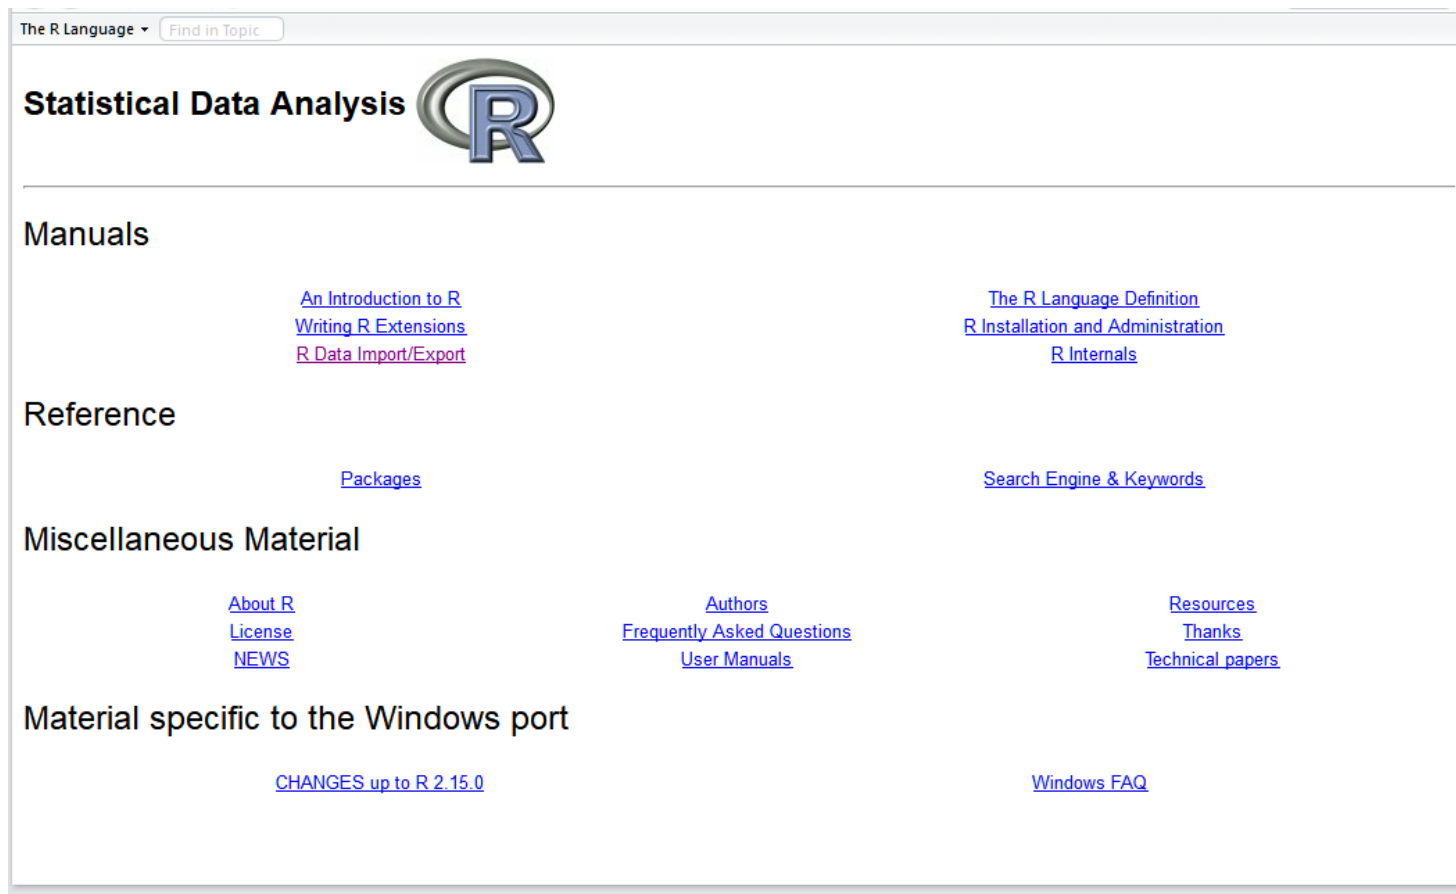 The R Language Find in Topic
Statistical Data Analysis R
Manuals
An Introduction to R The R Language Definition
Writing R Extensions R Installation and Administration
R Data Import/Export R Internals
Reference
Packages Search Engine & Keywords
Miscellaneous Material
About R Authors Resources
License Frequently Asked Questions Thanks
NEWS User Manuals Technical papers
Material specific to the Windows port
CHANGES up to R 2.15.0 Windows FAQ